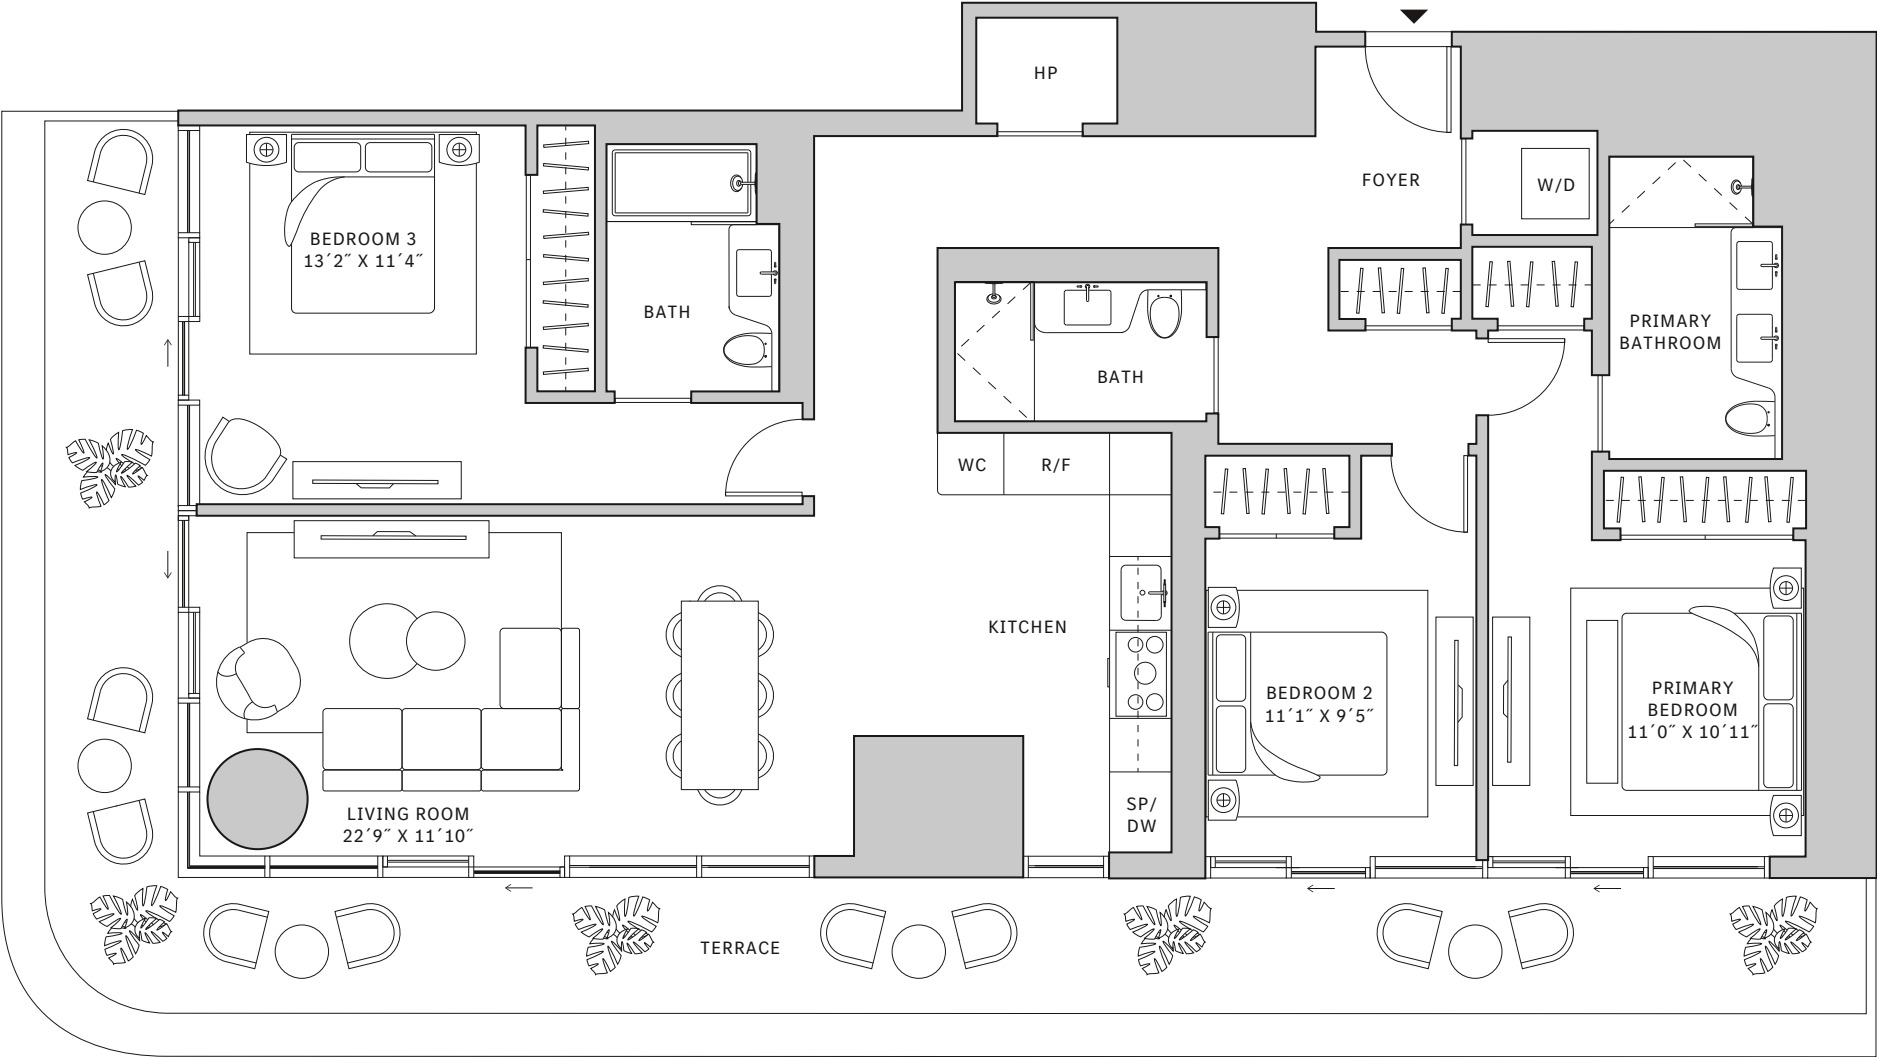 HP
FOYER
W/D
BEDROOM 3
13´2˝ X 11´4˝
BATH
BATH
PRIMARY
BATHROOM
WC
R/F
KITCHEN
BEDROOM 2
11´1˝ X 9´5˝
PRIMARY
BEDROOM
11´0˝ X 10´11˝
LIVING ROOM
22´9˝ X 11´10˝
SP/
DW
TERRACE